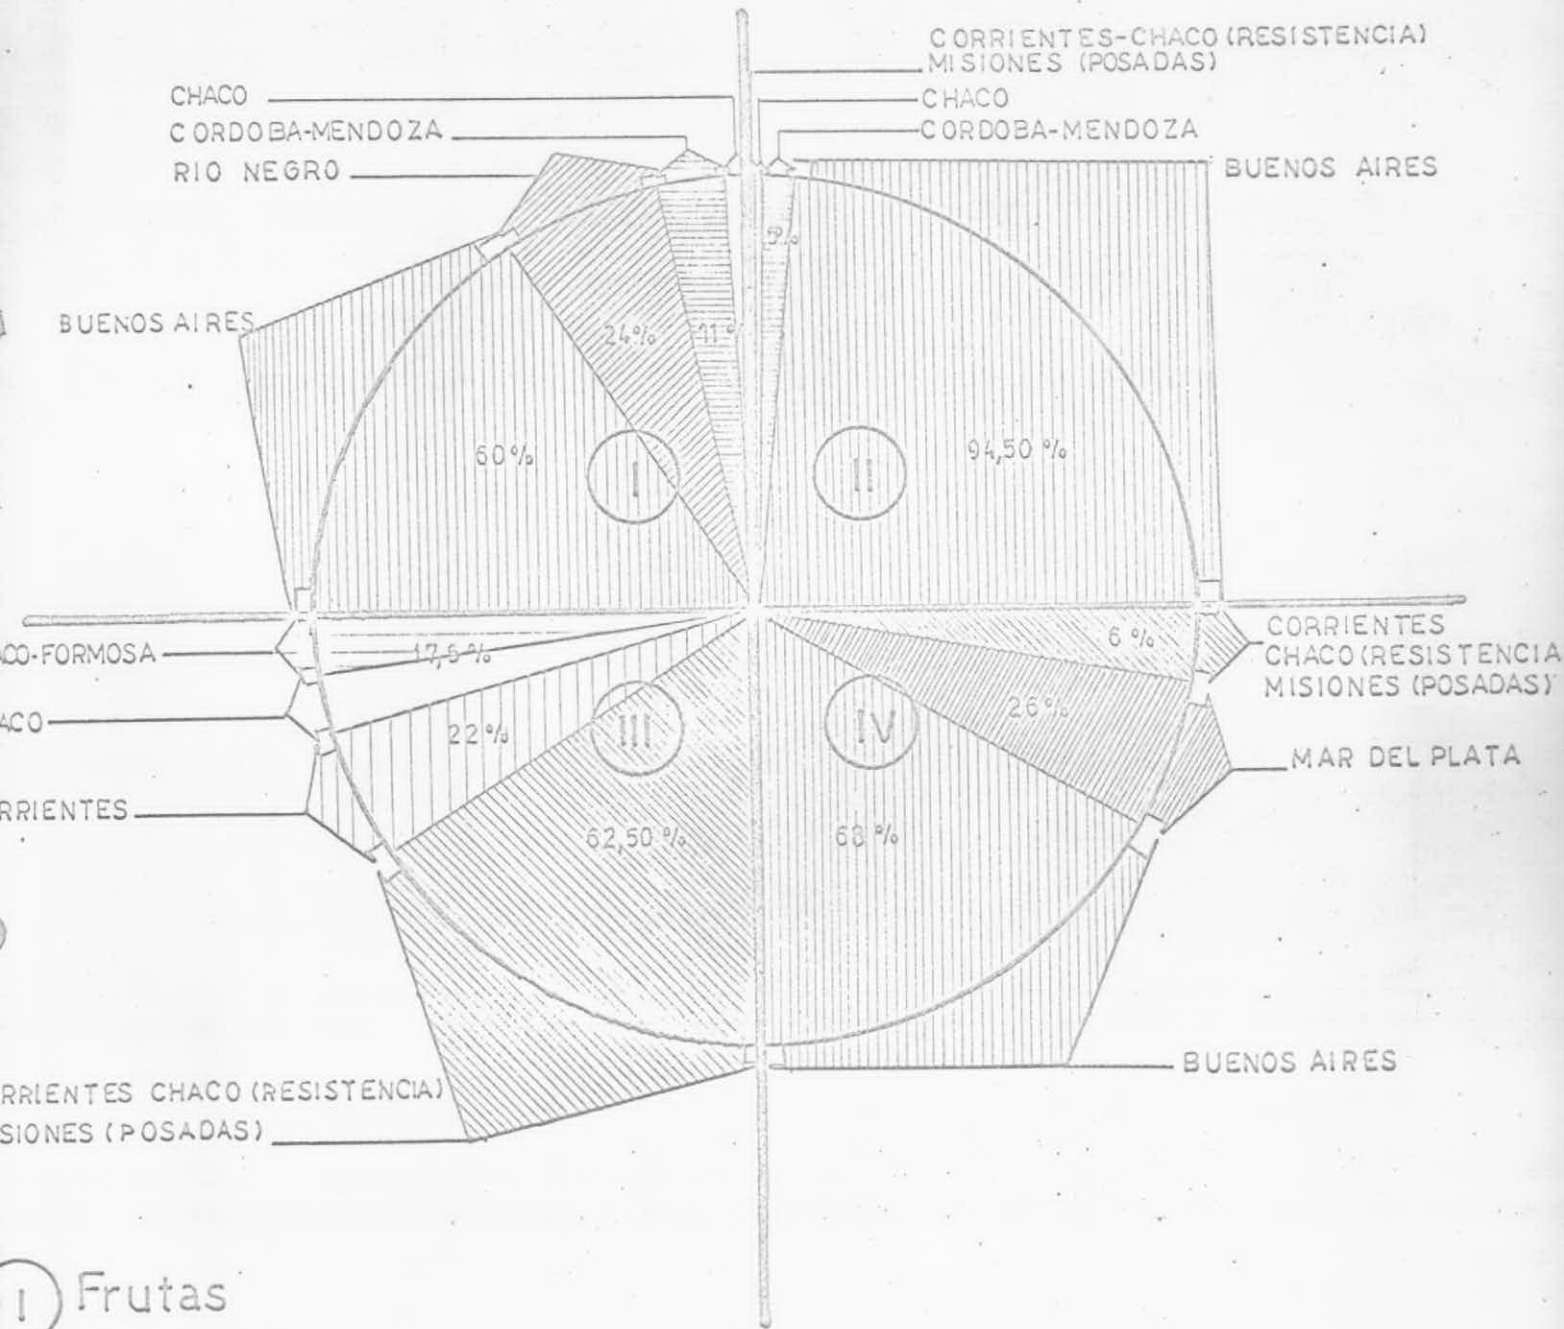 CORRIENTES-CHACO (RESISTENCIA)
MISIONES (POSADAS)
CHACO
CHACO
CORDOBA-MENDOZA
CORDOBA-MENDOZA
RIO NEGRO
BUENOS AIRES
BUENOS AIRES
24%
11%
60%
I
II
94,50 %
ACO-FORMOSA
17,5 %
6 %
CORRIENTES
CHACO (RESISTENCIA
MISIONES (POSADAS)
ACO
22%
III
IV
26%
MAR DEL PLATA
RRIENTES
62,50 %
68 %
BUENOS AIRES
RRIENTES CHACO (RESISTENCIA)
SIONES (POSADAS)
I Frutas